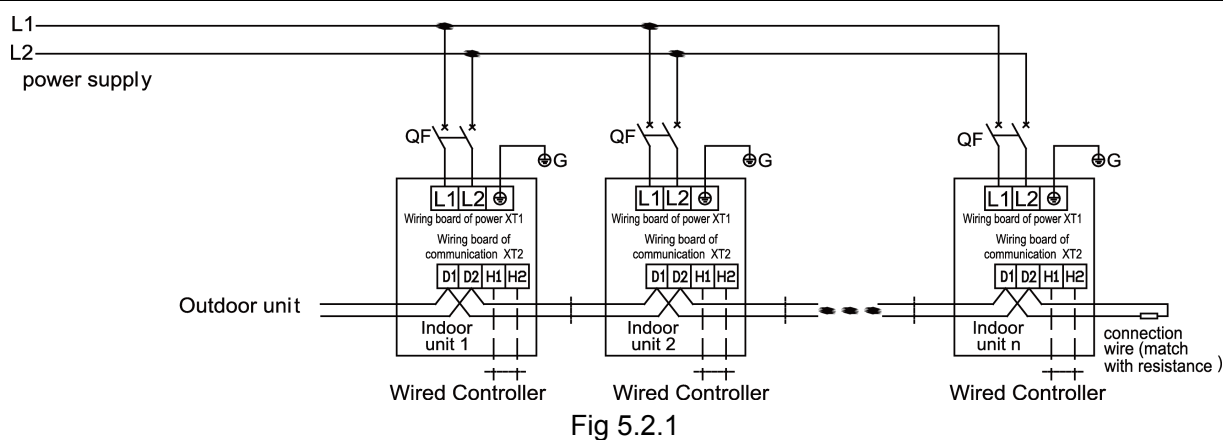 L1
L2
power supply
QF
G
QF
G
QF
G
L1 L2
Wiring board of power XT1
Wiring board of
communication XT2
D1 D2 H1 H2
L1 L2
Wiring board of power XT1
Wiring board of
communication XT2
D1 D2 H1 H2
L1 L2
Wiring board of power XT1
Wiring board of
communication XT2
D1 D2 H1 H2
Outdoor unit
Indoor
unit 1
Indoor
unit 2
Indoor
unit n
connection
wire (match
with resistance )
Wired Controller
Wired Controller
Wired Controller
Fig 5.2.1